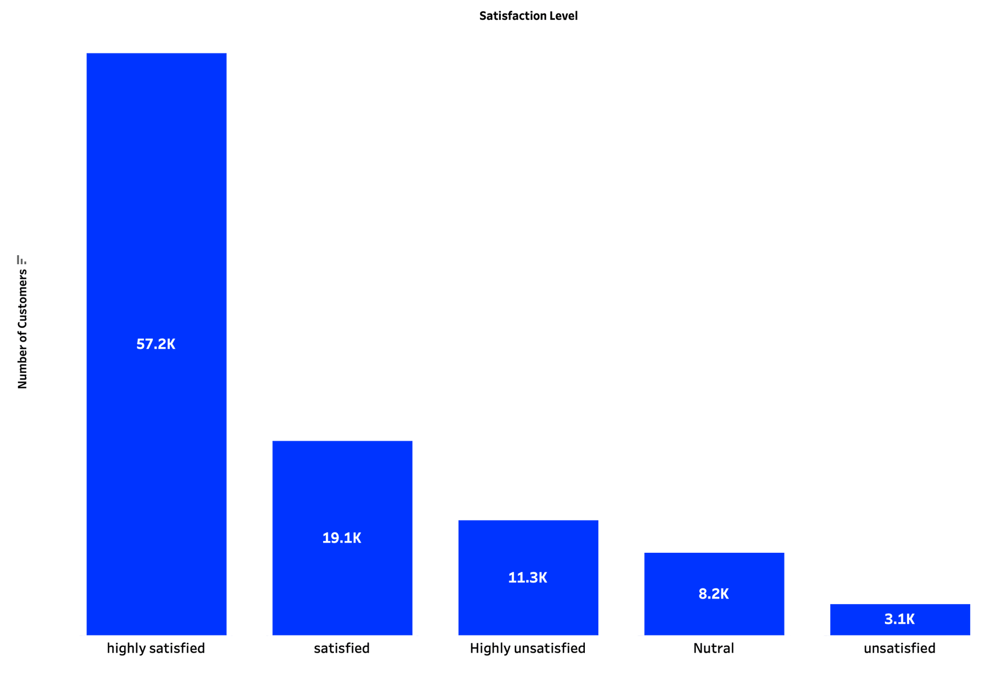 Satisfaction Level
Number of Customers
57.2K
19.1K
11.3K
8.2K
3.1K
highly satisfied
satisfied
Highly unsatisfied
Nutral
unsatisfied